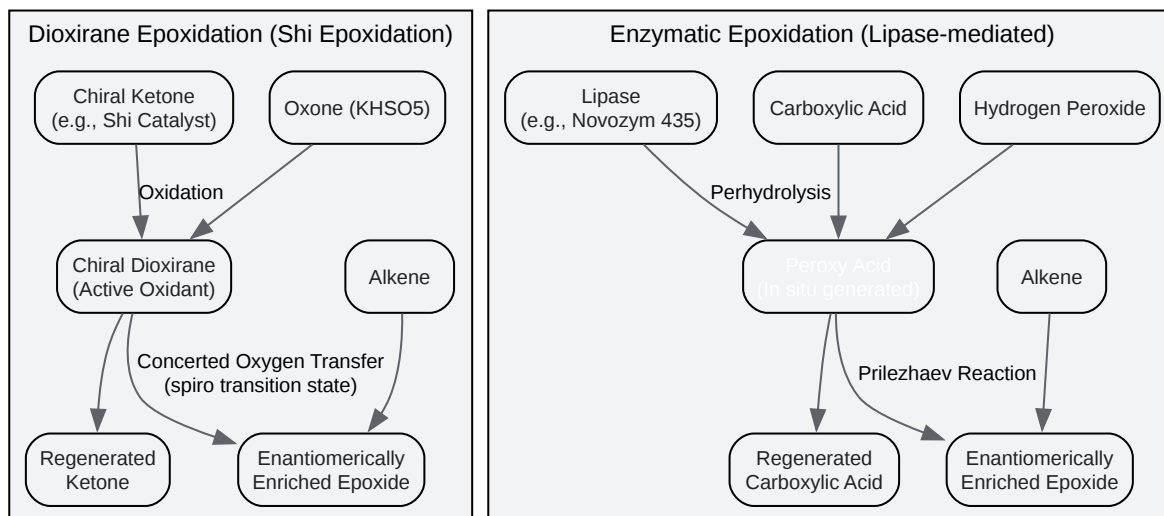 Dioxirane Epoxidation (Shi Epoxidation)
Chiral Ketone
(e.g., Shi Catalyst)
Oxone (KHSO5)
Oxidation
Chiral Dioxirane
(Active Oxidant)
Alkene
Concerted Oxygen Transfer
(spiro transition state)
Regenerated
Ketone
Enantiomerically
Enriched Epoxide
Enzymatic Epoxidation (Lipase-mediated)
Lipase
(e.g., Novozym 435)
Carboxylic Acid
Hydrogen Peroxide
Perhydrolysis
Peroxy Acid
(In situ generated)
Alkene
Prilezhaev Reaction
Regenerated
Carboxylic Acid
Enantiomerically
Enriched Epoxide